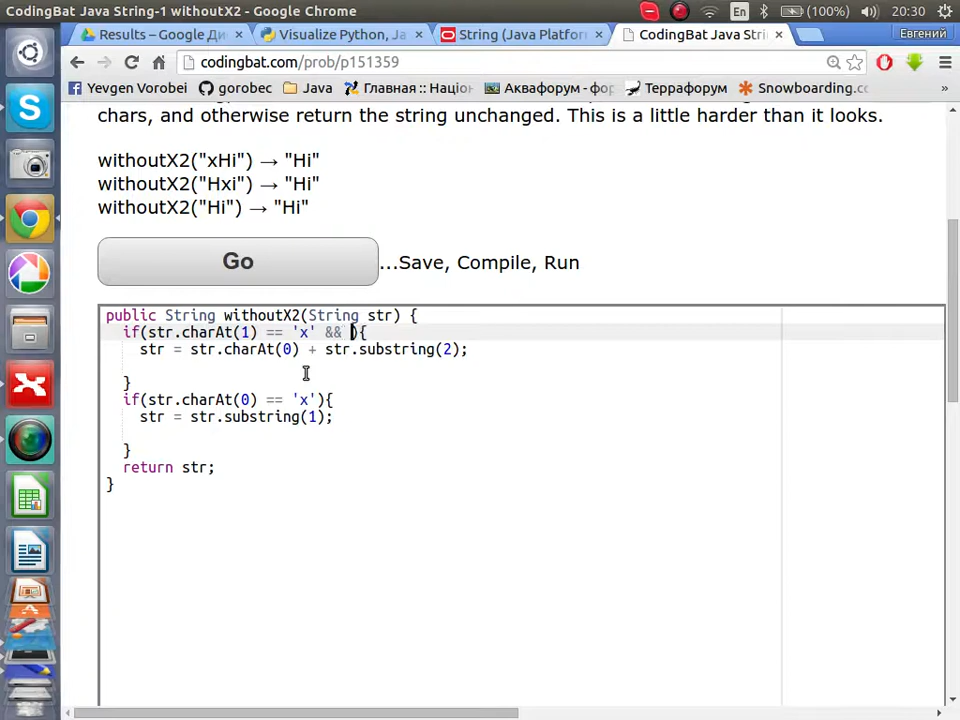 CodingBat Java String-1 withoutX2 - Google Chrome
En (100%) 20:30
Results – Google Ди
Visualize Python, Ja
String (Java Platfor
CodingBat Java Stri
Евгений
codingbat.com/prob/p151359
Yevgen Vorobei gorobec Java Главная :: Націон Аквафорум - фор Террафорум Snowboarding.co »
chars, and otherwise return the string unchanged. This is a little harder than it looks.
withoutX2("xHi") → "Hi"
withoutX2("Hxi") → "Hi"
withoutX2("Hi") → "Hi"
Go ...Save, Compile, Run
public String withoutX2(String str) {
if(str.charAt(1) == 'x' && ){
str = str.charAt(0) + str.substring(2);
}
if(str.charAt(0) == 'x'){
str = str.substring(1);
}
return str;
}